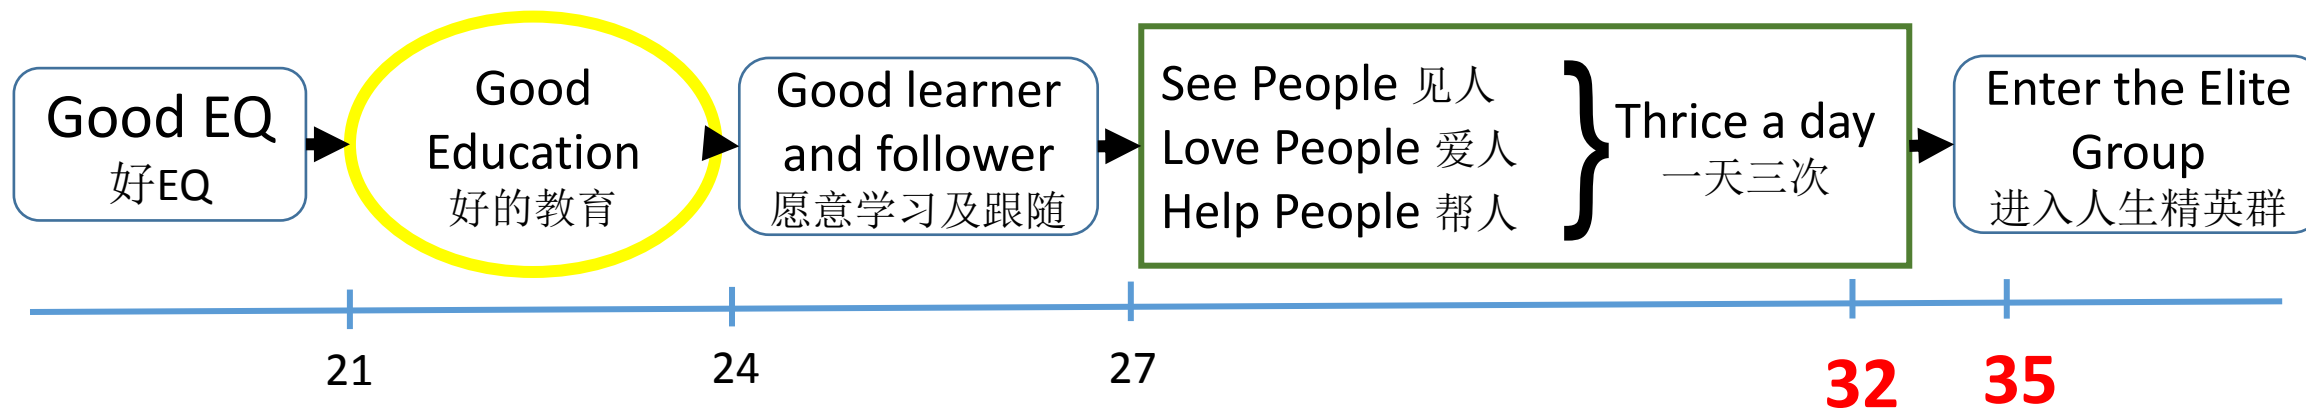 Good EQ
好EQ
Good
Education
好的教育
Good learner
and follower
愿意学习及跟随
See People 见人
Love People 爱人
Help People 帮人
}
Thrice a day
一天三次
Enter the Elite
Group
进入人生精英群
21
24
27
32
35